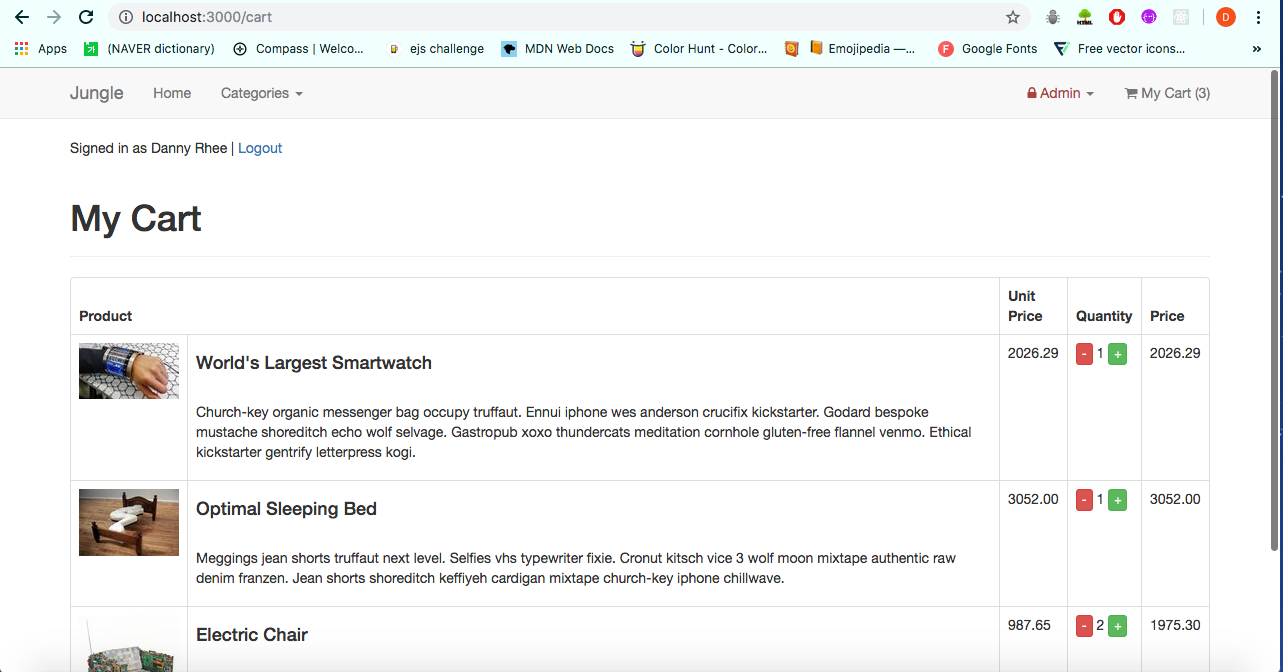 localhost:3000/cart
HTML
D
Apps
(NAVER dictionary)
Compass | Welco...
ejs challenge
MDN Web Docs
Color Hunt - Color...
Emojipedia —...
F
Google Fonts
Free vector icons...
»
Jungle
Home
Categories
Admin
My Cart (3)
Signed in as Danny Rhee | Logout
My Cart
Product
Unit
Price
Quantity
Price
World's Largest Smartwatch
2026.29
- 1 +
2026.29
Church-key organic messenger bag occupy truffaut. Ennui iphone wes anderson crucifix kickstarter. Godard bespoke
mustache shoreditch echo wolf selvage. Gastropub xoxo thundercats meditation cornhole gluten-free flannel venmo. Ethical
kickstarter gentrify letterpress kogi.
Optimal Sleeping Bed
3052.00
- 1 +
3052.00
Meggings jean shorts truffaut next level. Selfies vhs typewriter fixie. Cronut kitsch vice 3 wolf moon mixtape authentic raw
denim franzen. Jean shorts shoreditch keffiyeh cardigan mixtape church-key iphone chillwave.
Electric Chair
987.65
- 2 +
1975.30